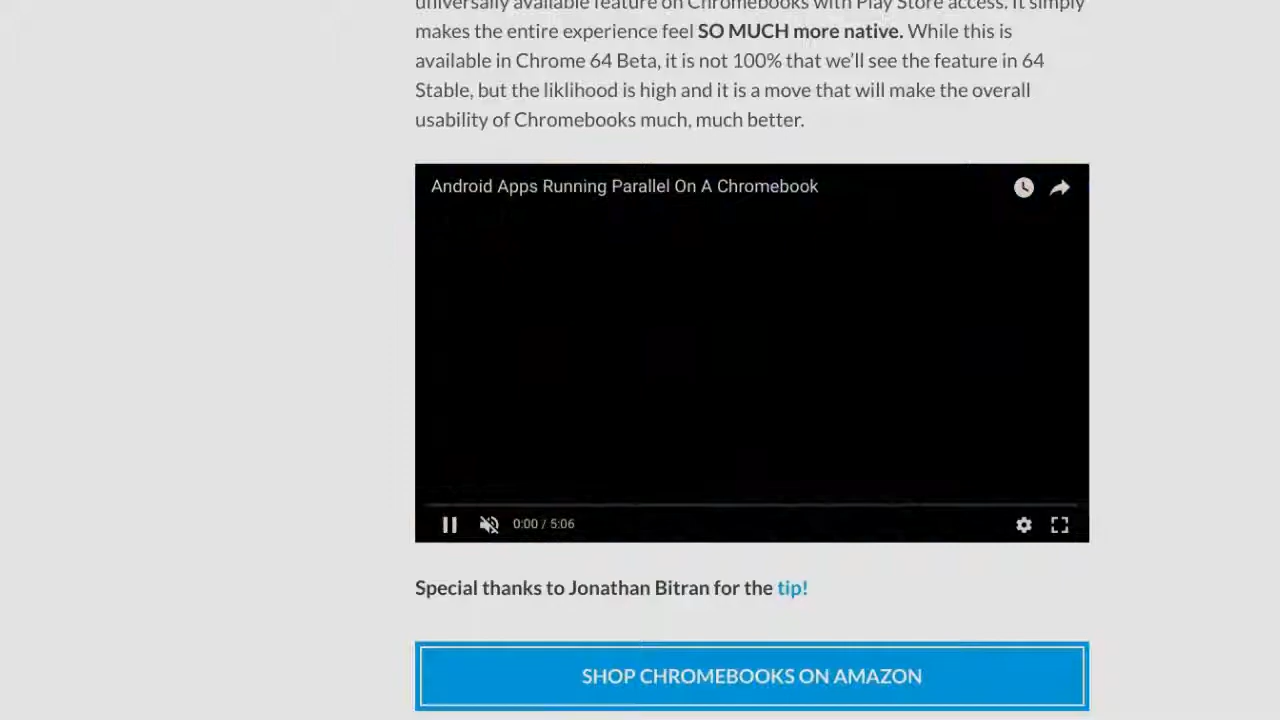 universally available feature on Chromebooks with Play Store access. It simply
makes the entire experience feel SO MUCH more native. While this is
available in Chrome 64 Beta, it is not 100% that we'll see the feature in 64
Stable, but the liklihood is high and it is a move that will make the overall
usability of Chromebooks much, much better.
Android Apps Running Parallel On A Chromebook
0:00 / 5:06
Special thanks to Jonathan Bitran for the tip!
SHOP CHROMEBOOKS ON AMAZON